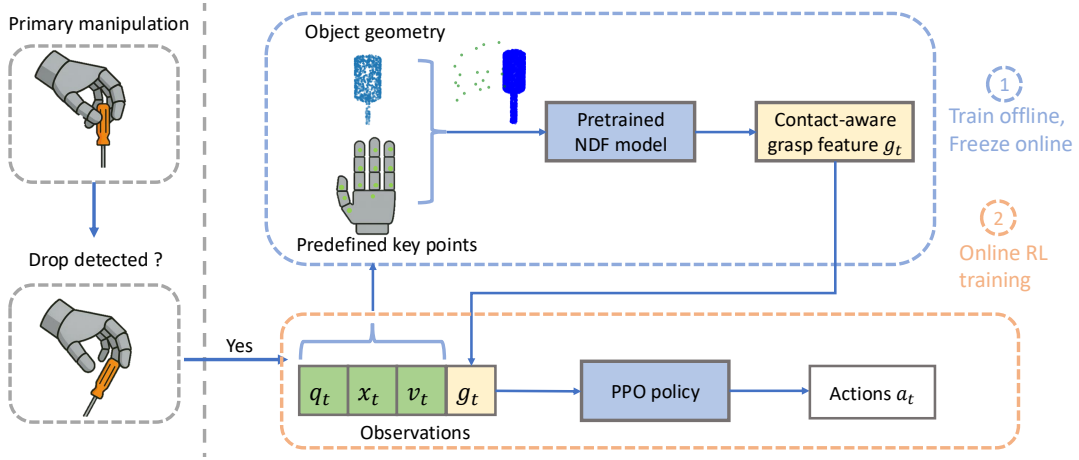 Primary manipulation
Drop detected ?
Yes
Object geometry
Predefined key points
Pretrained
NDF model
Contact-aware
grasp feature g_t
1
Train offline,
Freeze online
2
Online RL
training
q_t x_t v_t g_t
Observations
PPO policy
Actions a_t